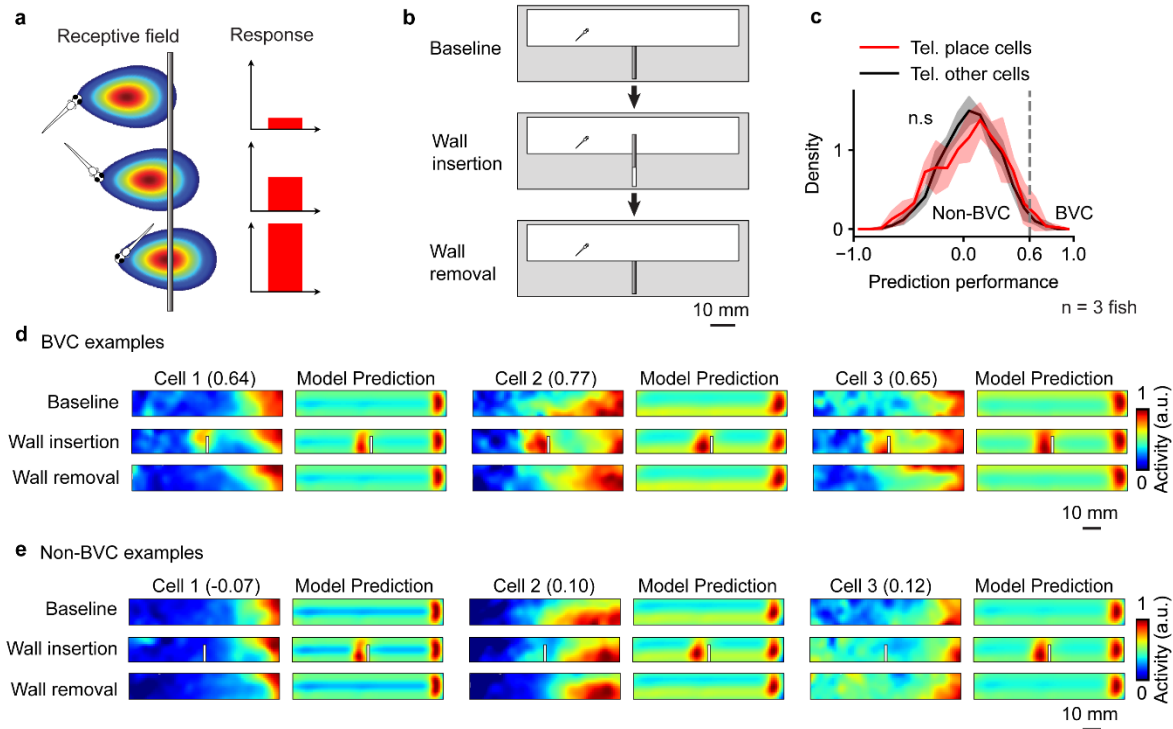 a
Receptive field
Response
b
Baseline
Wall
insertion
Wall
removal
10 mm
c
Tel. place cells
Tel. other cells
n.s
Density
1
0
Non-BVC
BVC
−1.0
0.0
0.6
1.0
Prediction performance
n = 3 fish
d BVC examples
Cell 1 (0.64) Model Prediction Cell 2 (0.77) Model Prediction Cell 3 (0.65) Model Prediction
Baseline
Wall insertion
Wall removal
1
0
Activity (a.u.)
10 mm
e Non-BVC examples
Cell 1 (-0.07) Model Prediction Cell 2 (0.10) Model Prediction Cell 3 (0.12) Model Prediction
Baseline
Wall insertion
Wall removal
1
0
Activity (a.u.)
10 mm